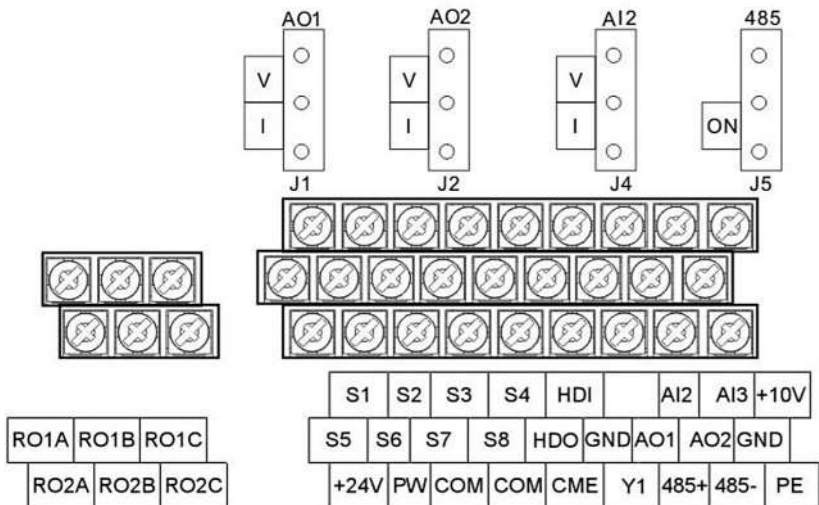 AO1 AO2 AI2 485
V V V
I I I ON
J1 J2 J4 J5
S1 S2 S3 S4 HDI AI2 AI3 +10V
RO1A RO1B RO1C S5 S6 S7 S8 HDO GND AO1 AO2 GND
RO2A RO2B RO2C +24V PW COM COM CME Y1 485+ 485- PE